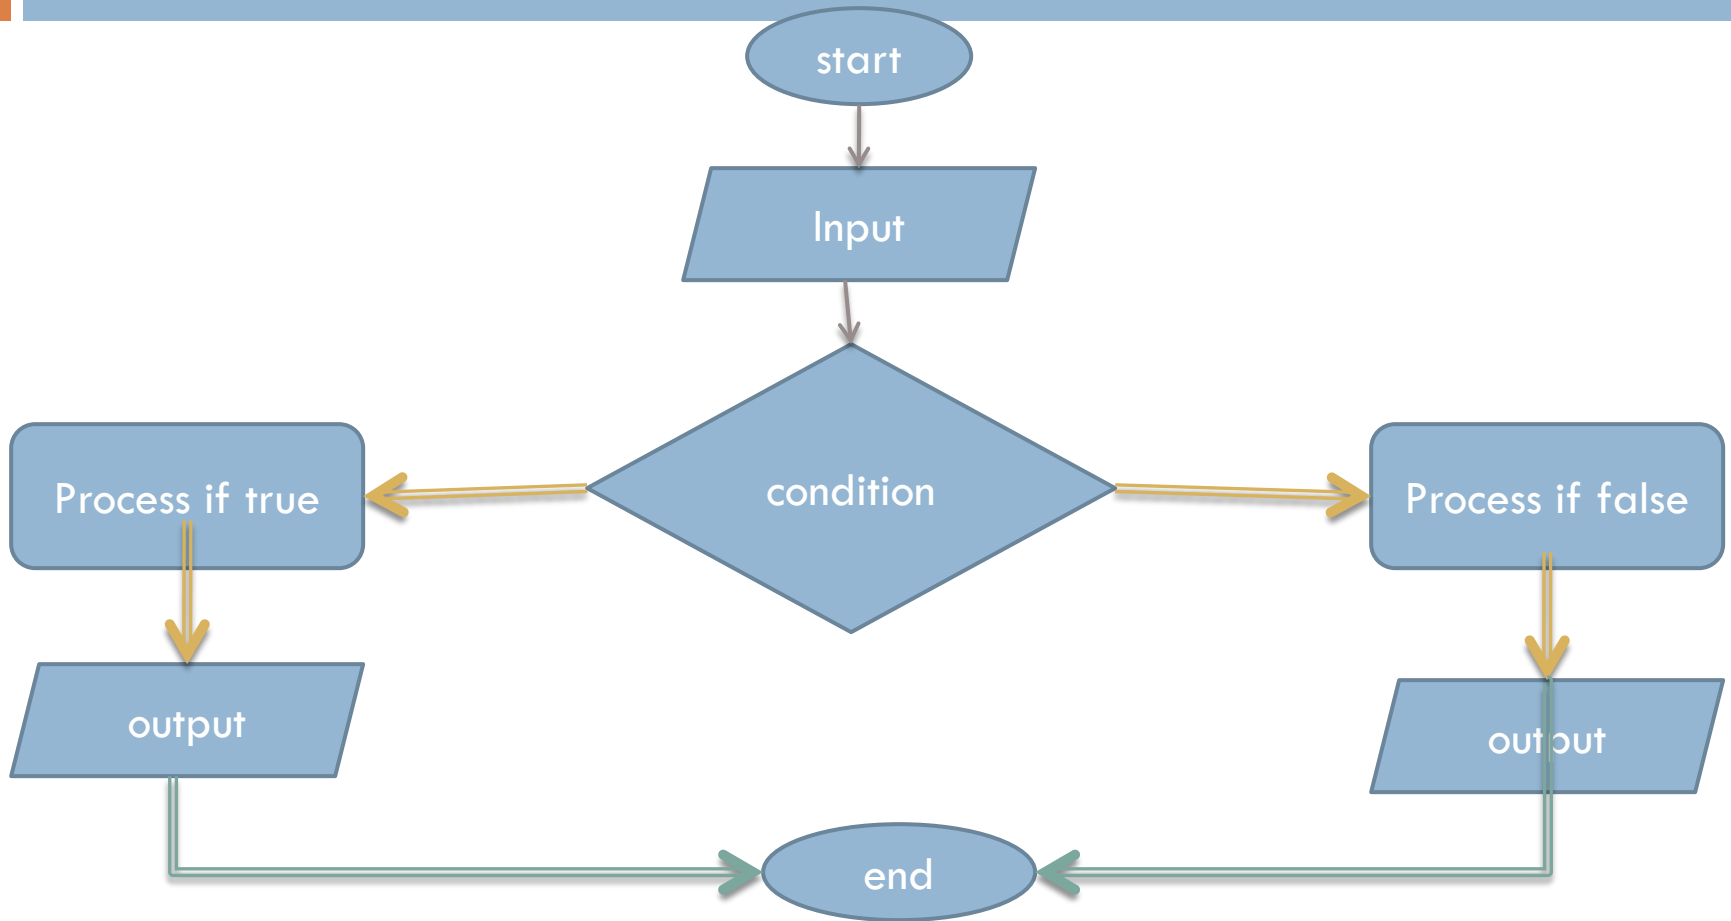 start
Input
condition
Process if true
Process if false
output
output
end